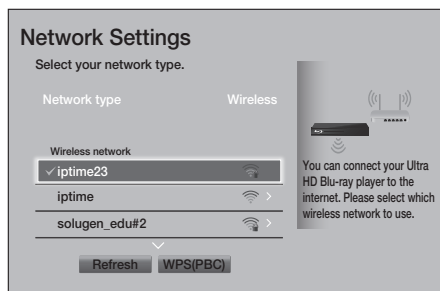 Network Settings
Select your network type.
Network type Wireless
Wireless network
iptime23
iptime
solugen_edu#2
Refresh WPS(PBC)
You can connect your Ultra
HD Blu-ray player to the
internet. Please select which
wireless network to use.